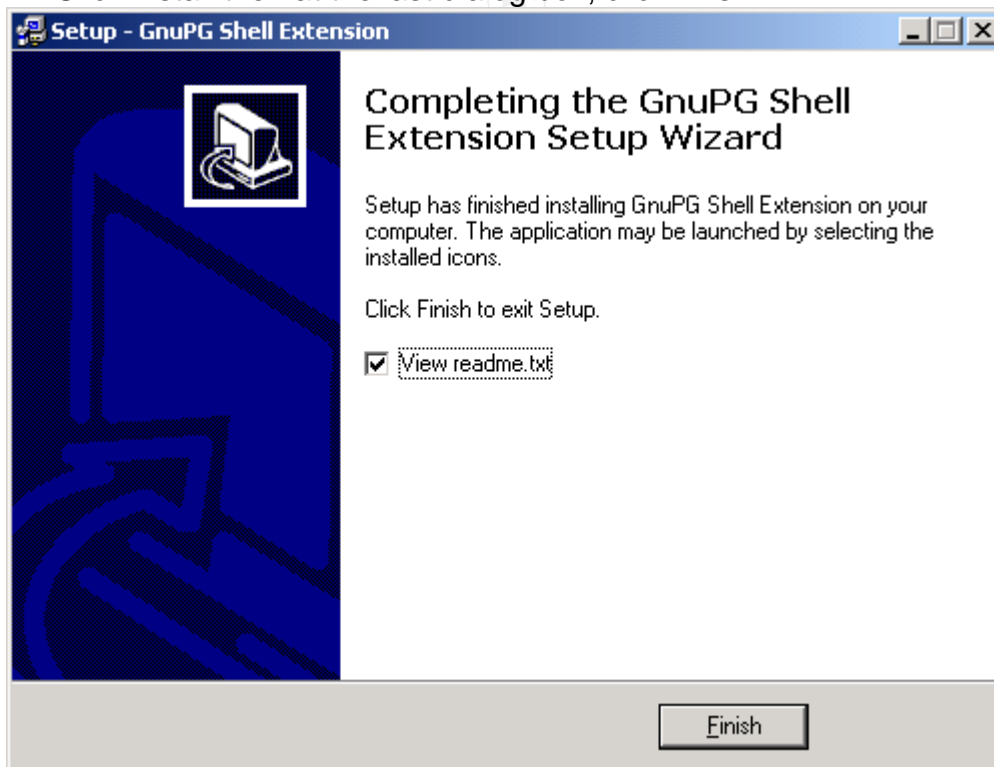 Setup - GnuPG Shell Extension
Completing the GnuPG Shell
Extension Setup Wizard
Setup has finished installing GnuPG Shell Extension on your
computer. The application may be launched by selecting the
installed icons.
Click Finish to exit Setup.
View readme.txt
Finish